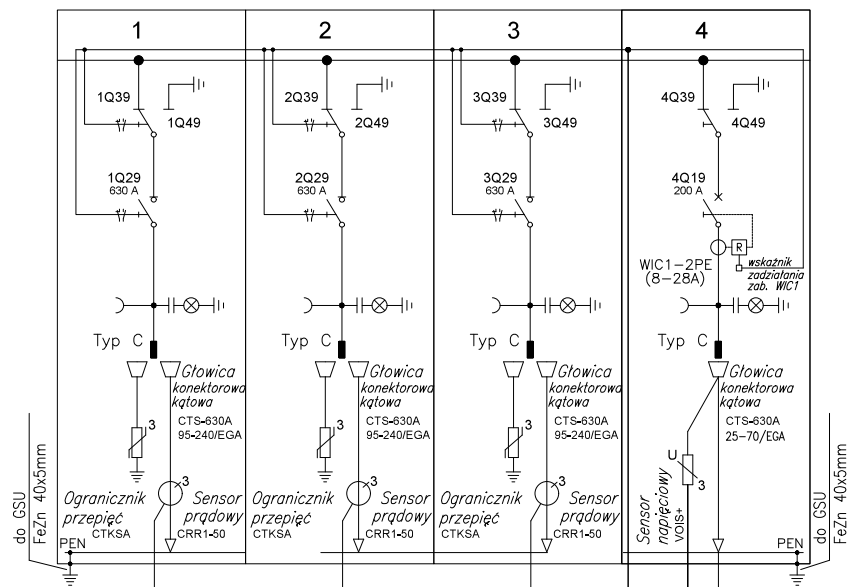 1
2
3
4
1Q39
1Q49
2Q39
2Q49
3Q39
3Q49
4Q39
4Q49
1Q29
630 A
2Q29
630 A
3Q29
630 A
4Q19
200 A
R
WIC1-2PE
(8-28A)
wskaźnik
zadziałania
zab. WIC1
Typ C
Typ C
Typ C
Typ C
Głowica
konektorowa
kątowa
CTS-630A
95-240/EGA
Głowica
konektorowa
kątowa
CTS-630A
95-240/EGA
Głowica
konektorowa
kątowa
CTS-630A
95-240/EGA
Głowica
konektorowa
kątowa
CTS-630A
25-70/EGA
3
3
3
U
3
3
3
3
Ogranicznik
przepięć
CTKSA
Sensor
prądowy
CRR1-50
Ogranicznik
przepięć
CTKSA
Sensor
prądowy
CRR1-50
Ogranicznik
przepięć
CTKSA
Sensor
prądowy
CRR1-50
Sensor
napięciowy
VOIS+
PEN
PEN
do GSU
FeZn 40x5mm
do GSU
FeZn 40x5mm